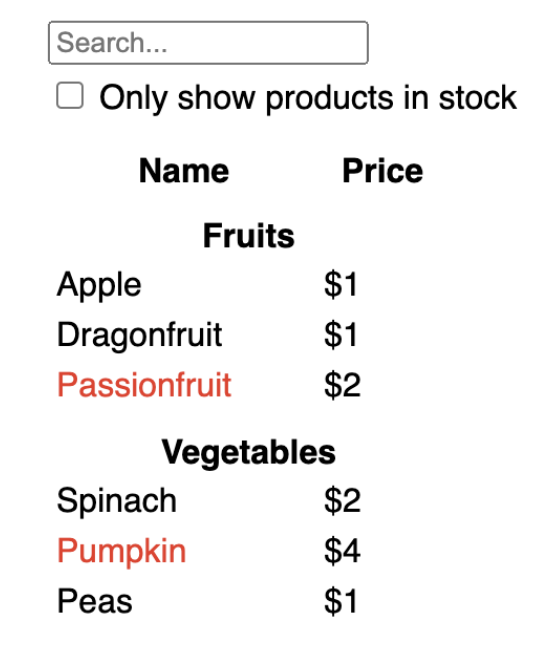 Search...
Only show products in stock
Name Price
Fruits
Apple $1
Dragonfruit $1
Passionfruit $2
Vegetables
Spinach $2
Pumpkin $4
Peas $1